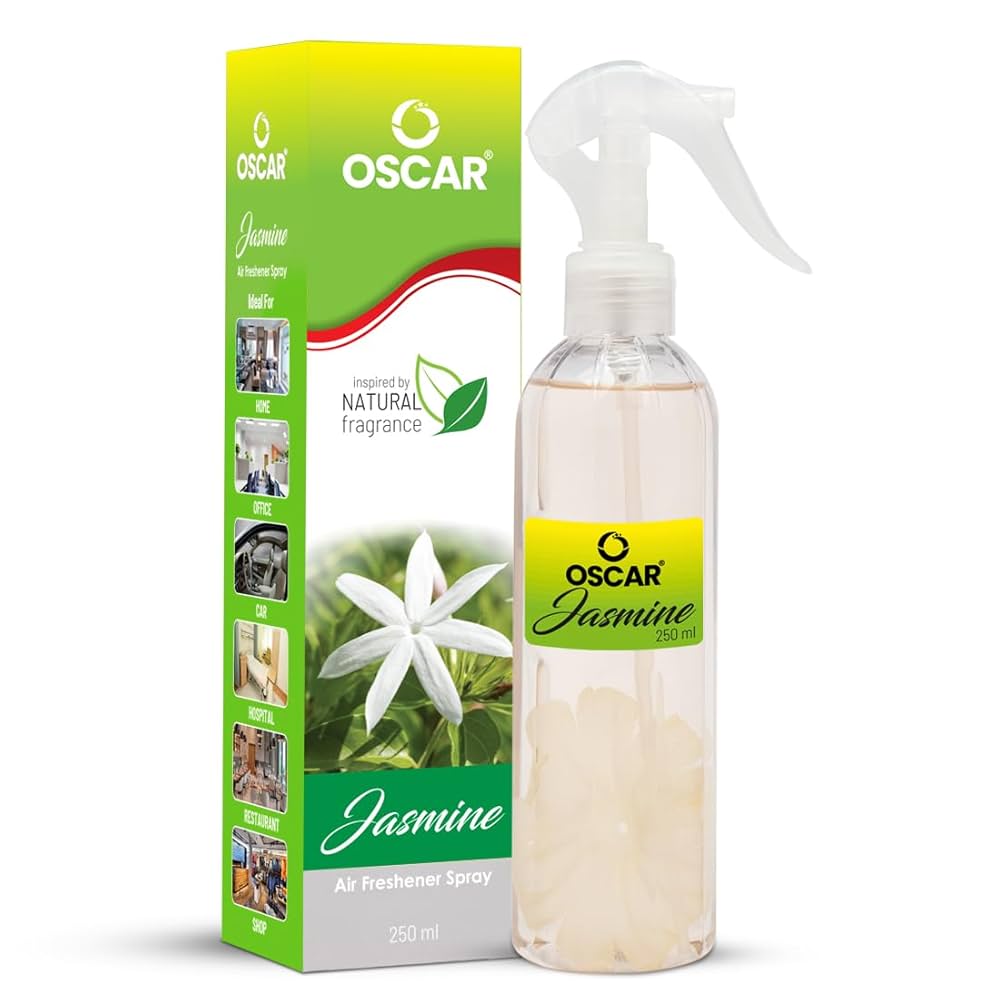 OSCAR®
Jasmine
Air Freshener Spray
Ideal For
HOME
OFFICE
CAR
HOSPITAL
RESTAURANT
SHOP
OSCAR®
inspired by
NATURAL
fragrance
Jasmine
Air Freshener Spray
250 ml
OSCAR®
Jasmine
250 ml